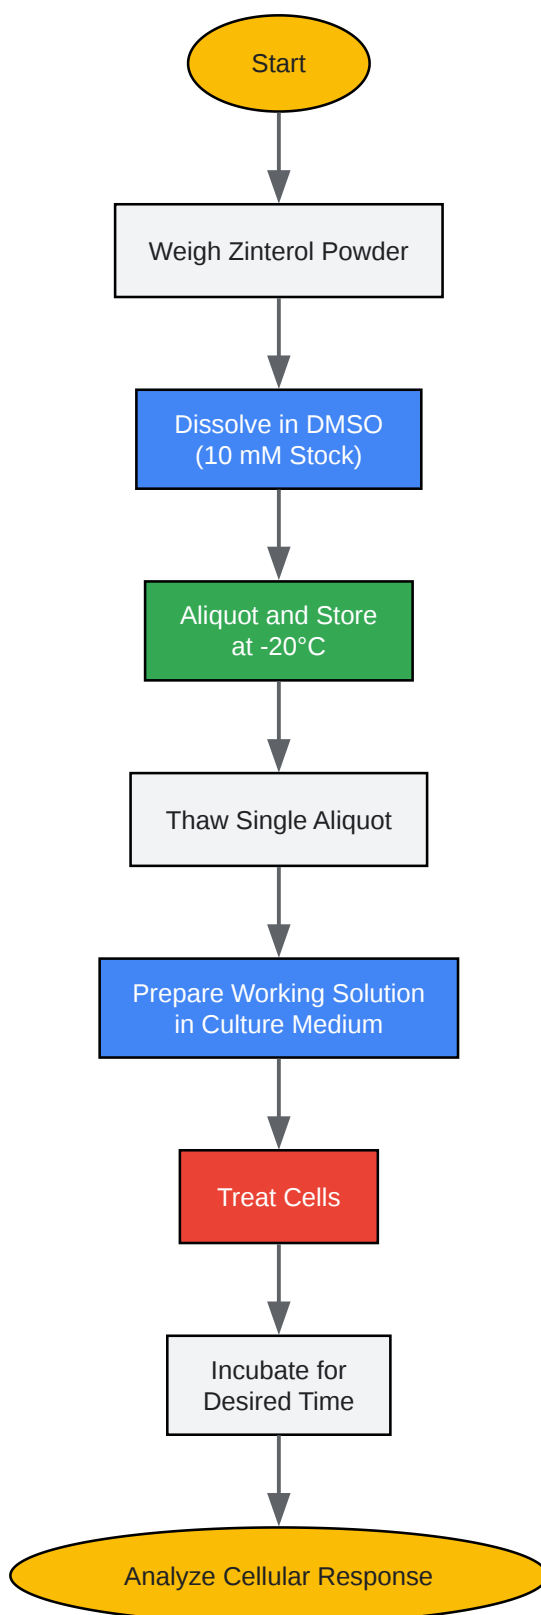 Start
Weigh Zinterol Powder
Dissolve in DMSO
(10 mM Stock)
Aliquot and Store
at -20°C
Thaw Single Aliquot
Prepare Working Solution
in Culture Medium
Treat Cells
Incubate for
Desired Time
Analyze Cellular Response